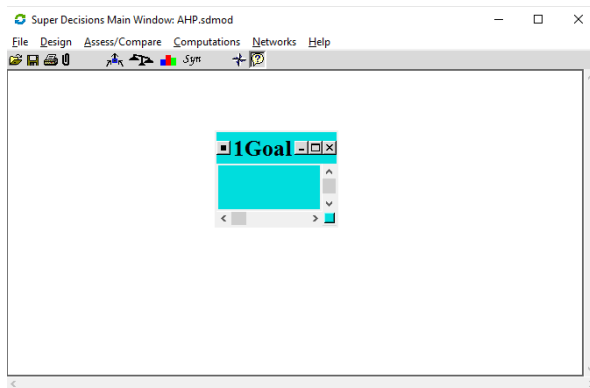 Super Decisions Main Window: AHP.sdmod
File Design Assess/Compare Computations Networks Help
Syn
1Goal